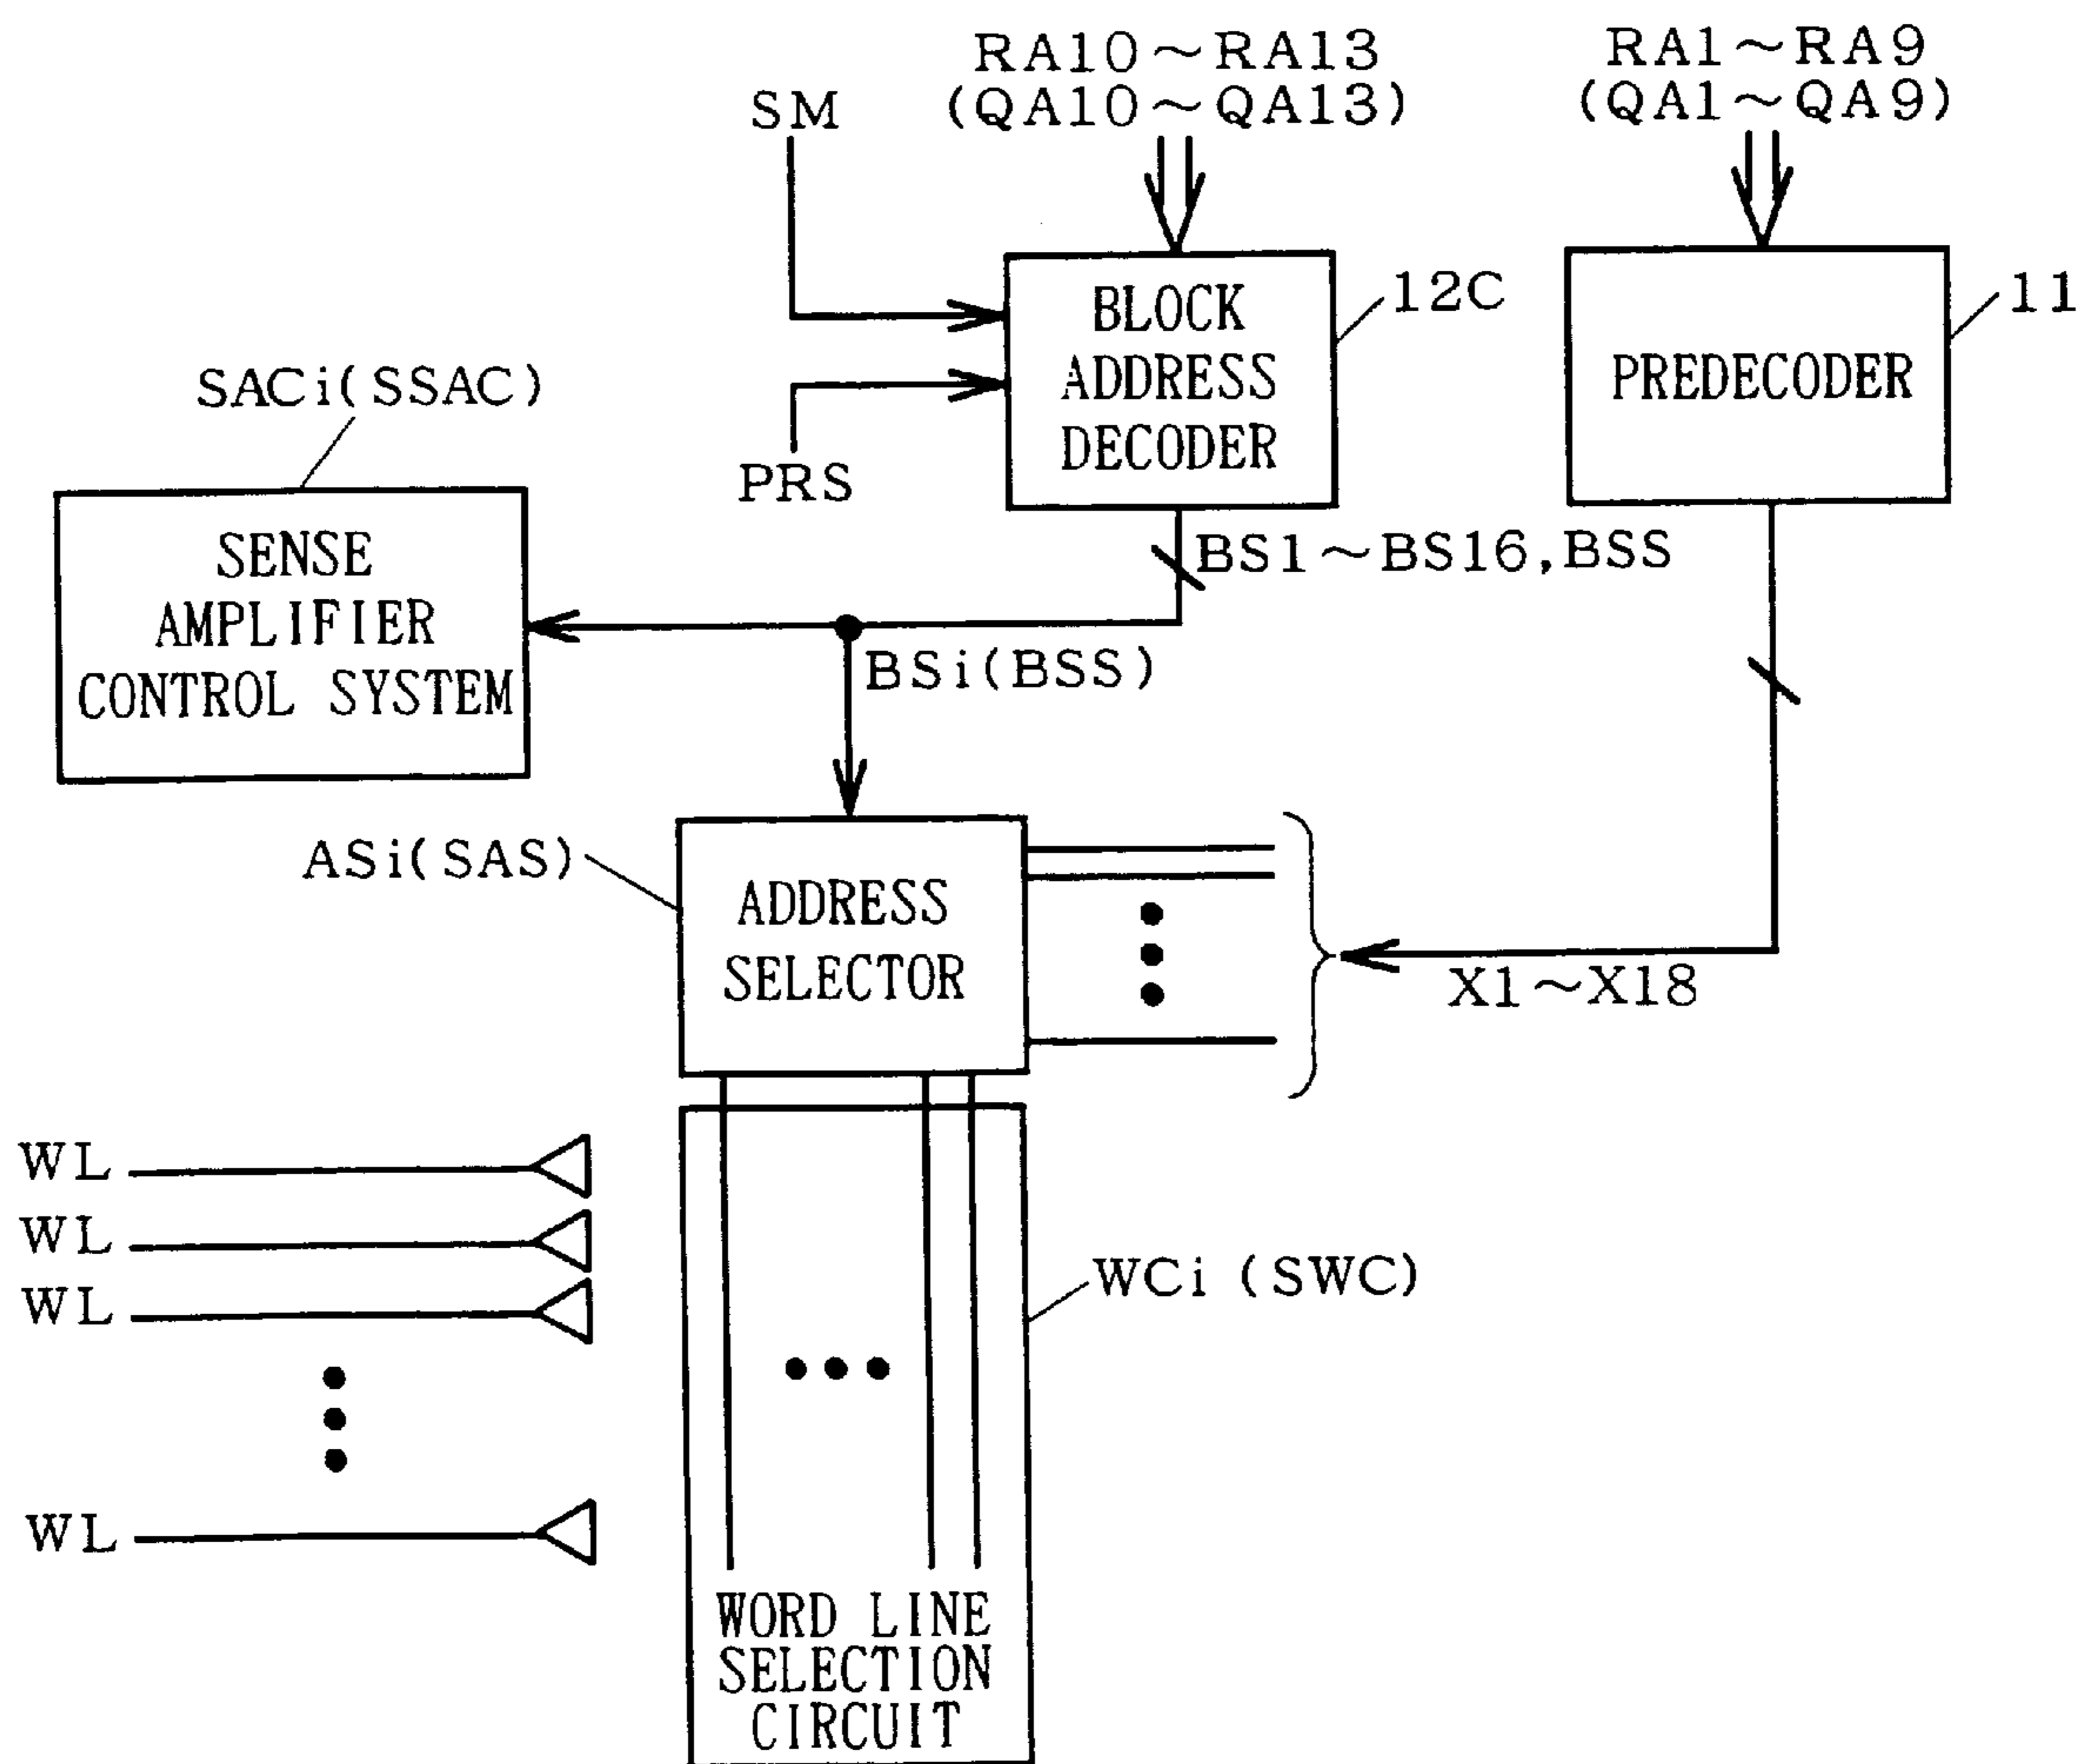 RA10~RA13
(QA10~QA13)
RA1~RA9
(QA1~QA9)
SM
BLOCK
ADDRESS
DECODER
12C
PREDECODER
11
SACi(SSAC)
PRS
SENSE
AMPLIFIER
CONTROL SYSTEM
BS1~BS16,BSS
BSi(BSS)
ASi(SAS)
ADDRESS
SELECTOR
X1~X18
WL
WL
WL
WL
WCi (SWC)
WORD LINE
SELECTION
CIRCUIT